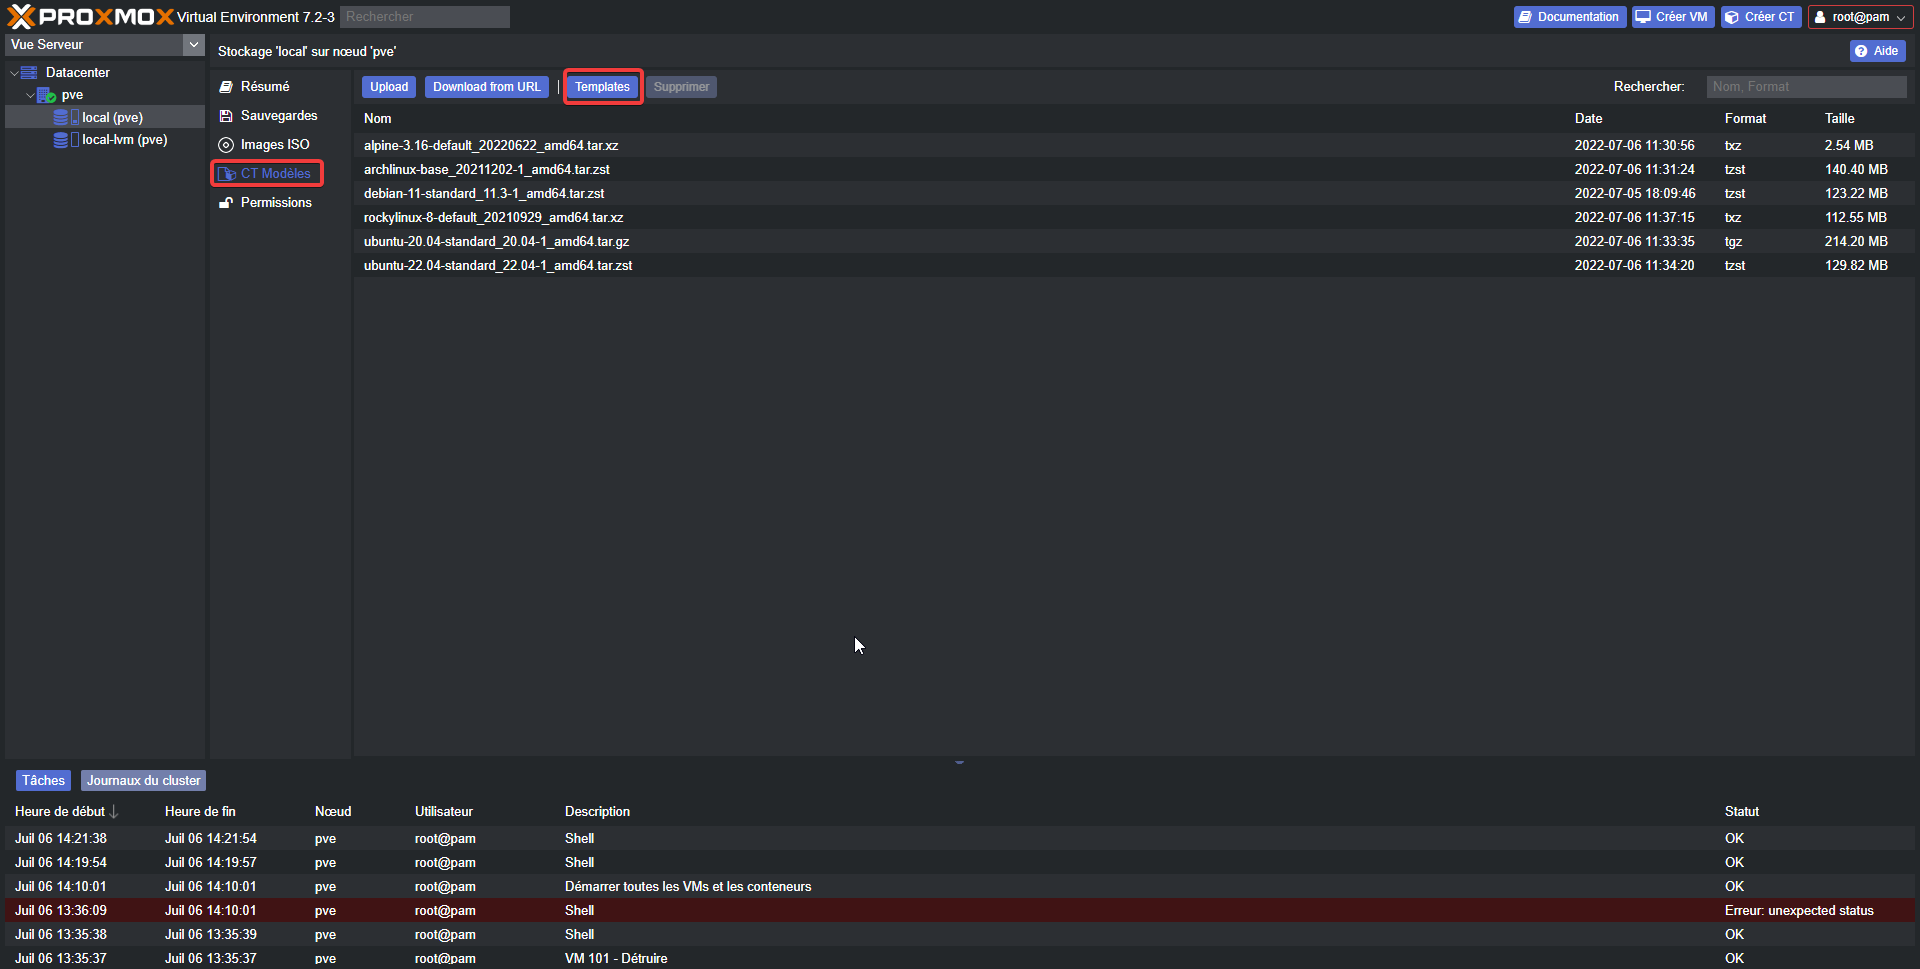 PROXMOX Virtual Environment 7.2-3 Rechercher Documentation Créer VM Créer CT root@pam
Vue Serveur
Datacenter
pve
local (pve)
local-lvm (pve)
Stockage 'local' sur nœud 'pve' Aide
Résumé
Sauvegardes
Images ISO
CT Modèles
Permissions
Upload Download from URL Templates Supprimer Rechercher: Nom, Format
Nom Date Format Taille
alpine-3.16-default_20220622_amd64.tar.xz 2022-07-06 11:30:56 txz 2.54 MB
archlinux-base_20211202-1_amd64.tar.zst 2022-07-06 11:31:24 tzst 140.40 MB
debian-11-standard_11.3-1_amd64.tar.zst 2022-07-05 18:09:46 tzst 123.22 MB
rockylinux-8-default_20210929_amd64.tar.xz 2022-07-06 11:37:15 txz 112.55 MB
ubuntu-20.04-standard_20.04-1_amd64.tar.gz 2022-07-06 11:33:35 tgz 214.20 MB
ubuntu-22.04-standard_22.04-1_amd64.tar.zst 2022-07-06 11:34:20 tzst 129.82 MB
Tâches Journaux du cluster
Heure de début Heure de fin Nœud Utilisateur Description Statut
Juil 06 14:21:38 Juil 06 14:21:54 pve root@pam Shell OK
Juil 06 14:19:54 Juil 06 14:19:57 pve root@pam Shell OK
Juil 06 14:10:01 Juil 06 14:10:01 pve root@pam Démarrer toutes les VMs et les conteneurs OK
Juil 06 13:36:09 Juil 06 14:10:01 pve root@pam Shell Erreur: unexpected status
Juil 06 13:35:38 Juil 06 13:35:39 pve root@pam Shell OK
Juil 06 13:35:37 Juil 06 13:35:37 pve root@pam VM 101 - Détruire OK